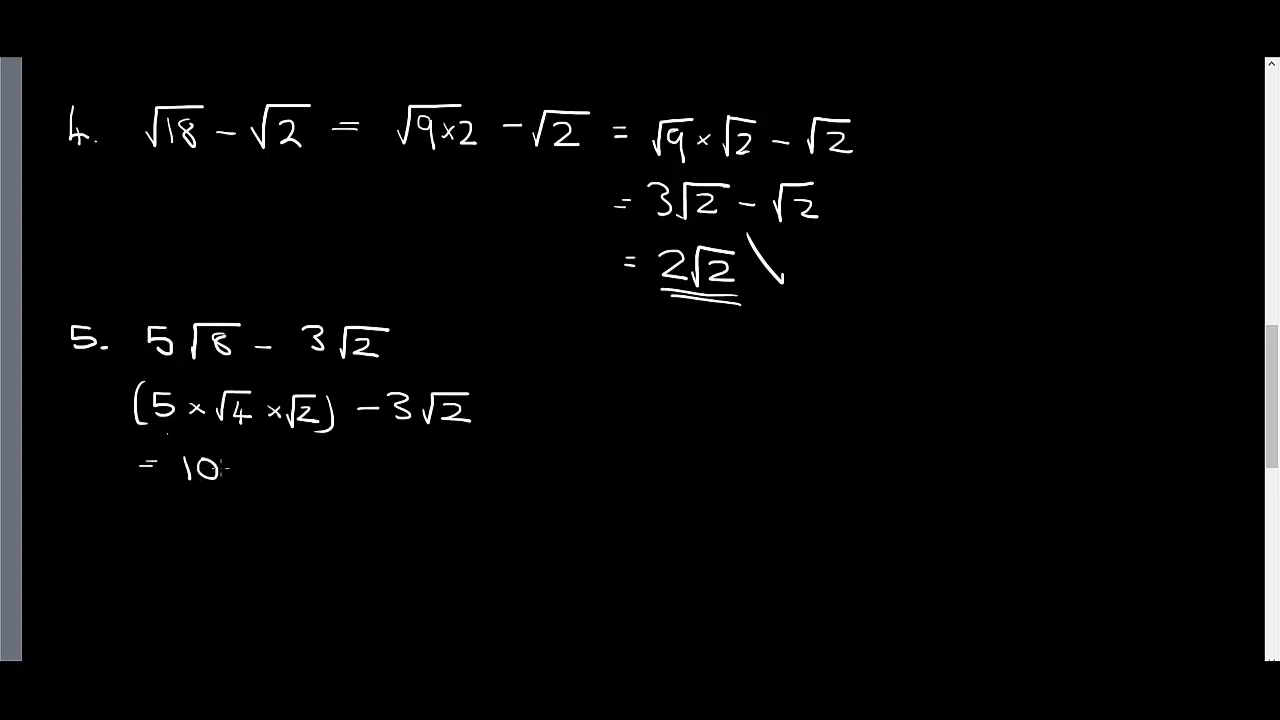 4. √18 - √2 = √9×2 - √2 = √9 × √2 - √2
= 3√2 - √2
= 2√2
5. 5√8 - 3√2
(5 × √4 × √2) - 3√2
= 10